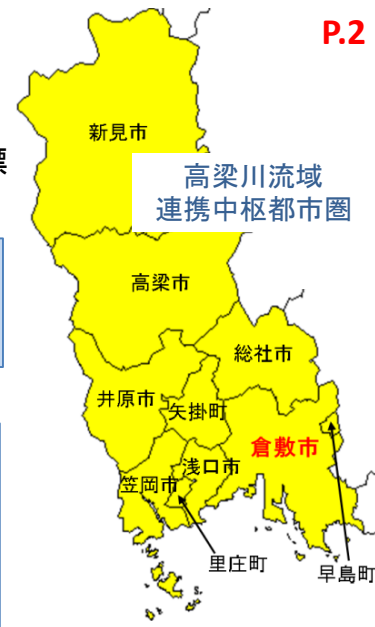 P.2
新見市
標
高梁川流域
連携中枢都市圏
高梁市
総社市
井原市
矢掛町
倉敷市
浅口市
笠岡市
里庄町
早島町